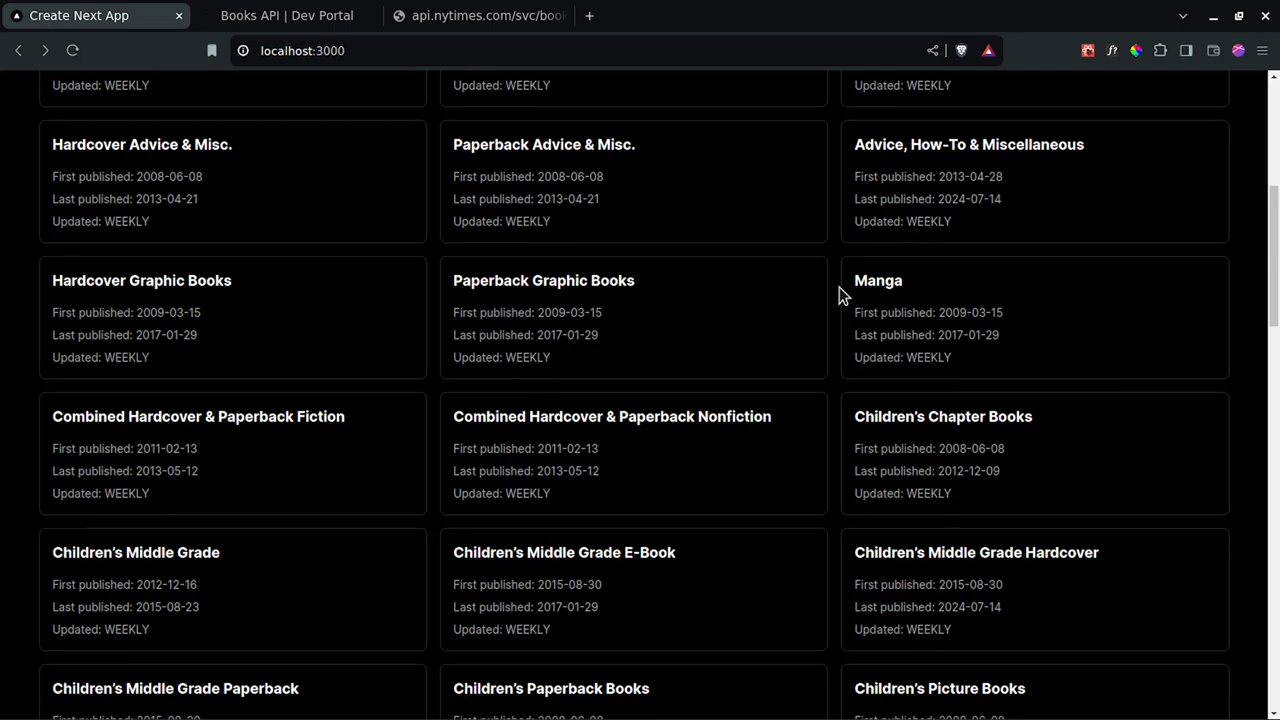 Create Next App
Books API | Dev Portal
api.nytimes.com/svc/book
localhost:3000
Updated: WEEKLY
Updated: WEEKLY
Updated: WEEKLY
Hardcover Advice & Misc.
First published: 2008-06-08
Last published: 2013-04-21
Updated: WEEKLY
Paperback Advice & Misc.
First published: 2008-06-08
Last published: 2013-04-21
Updated: WEEKLY
Advice, How-To & Miscellaneous
First published: 2013-04-28
Last published: 2024-07-14
Updated: WEEKLY
Hardcover Graphic Books
First published: 2009-03-15
Last published: 2017-01-29
Updated: WEEKLY
Paperback Graphic Books
First published: 2009-03-15
Last published: 2017-01-29
Updated: WEEKLY
Manga
First published: 2009-03-15
Last published: 2017-01-29
Updated: WEEKLY
Combined Hardcover & Paperback Fiction
First published: 2011-02-13
Last published: 2013-05-12
Updated: WEEKLY
Combined Hardcover & Paperback Nonfiction
First published: 2011-02-13
Last published: 2013-05-12
Updated: WEEKLY
Children’s Chapter Books
First published: 2008-06-08
Last published: 2012-12-09
Updated: WEEKLY
Children’s Middle Grade
First published: 2012-12-16
Last published: 2015-08-23
Updated: WEEKLY
Children’s Middle Grade E-Book
First published: 2015-08-30
Last published: 2017-01-29
Updated: WEEKLY
Children’s Middle Grade Hardcover
First published: 2015-08-30
Last published: 2024-07-14
Updated: WEEKLY
Children’s Middle Grade Paperback
Children’s Paperback Books
Children’s Picture Books